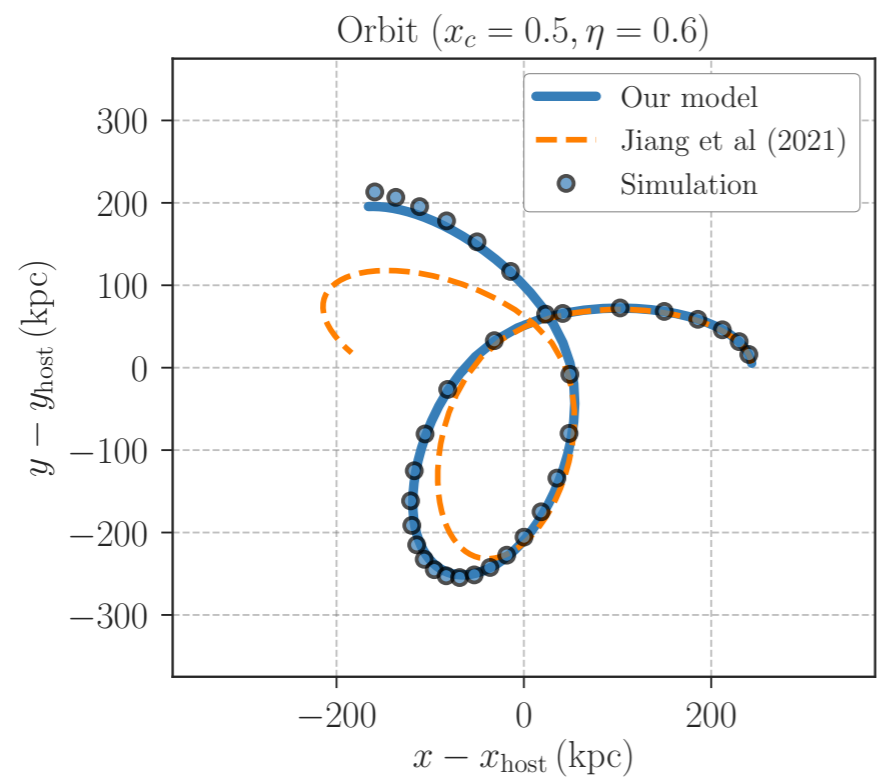 Orbit (x_c = 0.5, η = 0.6)
Our model
Jiang et al (2021)
Simulation
300
200
100
0
−100
−200
−300
y − y_host (kpc)
−200 0 200
x − x_host (kpc)